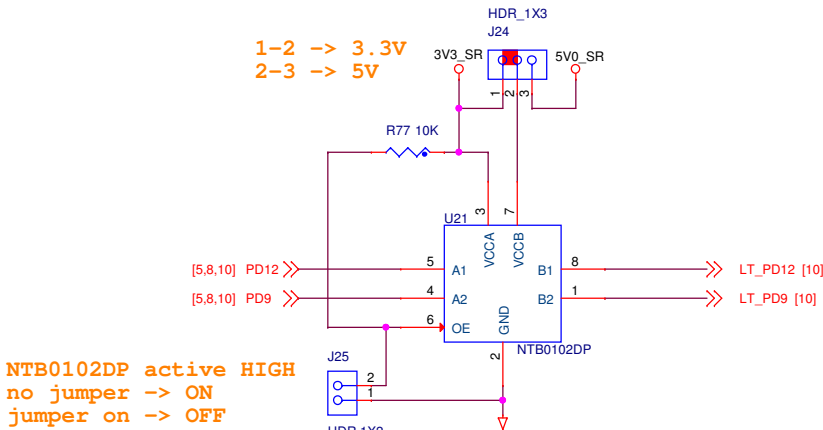 HDR_1X3
J24
1-2 -> 3.3V
2-3 -> 5V
3V3_SR
5V0_SR
1
2
3
R77 10K
U21
3
7
VCCA
VCCB
[5,8,10] PD12
5
A1
B1
8
LT_PD12 [10]
[5,8,10] PD9
4
A2
B2
1
LT_PD9 [10]
6
OE
GND
2
NTB0102DP
J25
2
1
NTB0102DP active HIGH
no jumper -> ON
jumper on -> OFF